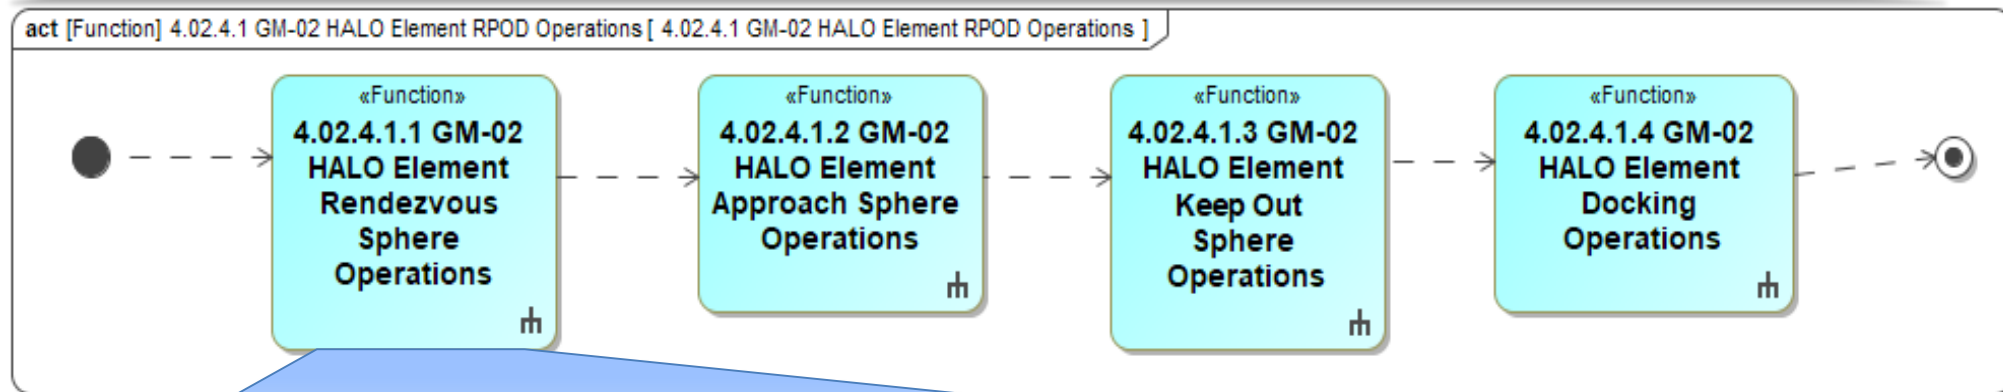 act [Function] 4.02.4.1 GM-02 HALO Element RPOD Operations [ 4.02.4.1 GM-02 HALO Element RPOD Operations ]
«Function»
4.02.4.1.1 GM-02
HALO Element
Rendezvous
Sphere
Operations
«Function»
4.02.4.1.2 GM-02
HALO Element
Approach Sphere
Operations
«Function»
4.02.4.1.3 GM-02
HALO Element
Keep Out
Sphere
Operations
«Function»
4.02.4.1.4 GM-02
HALO Element
Docking
Operations